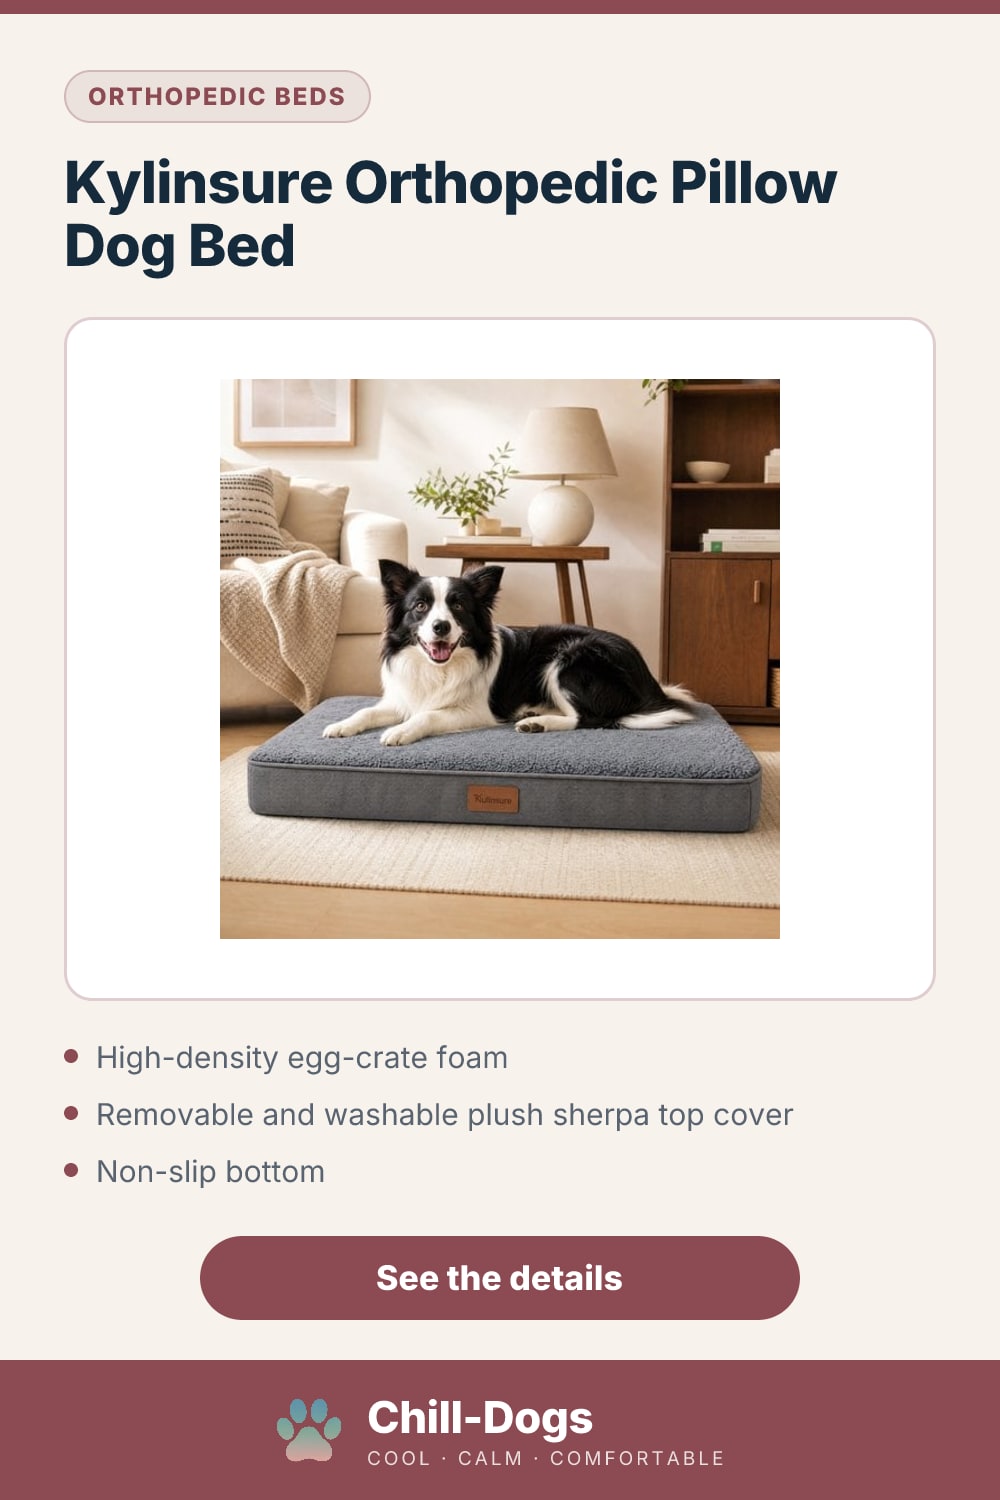 ORTHOPEDIC BEDS
Kylinsure Orthopedic Pillow
Dog Bed
Kylinsure
High-density egg-crate foam
Removable and washable plush sherpa top cover
Non-slip bottom
See the details
Chill-Dogs
COOL · CALM · COMFORTABLE